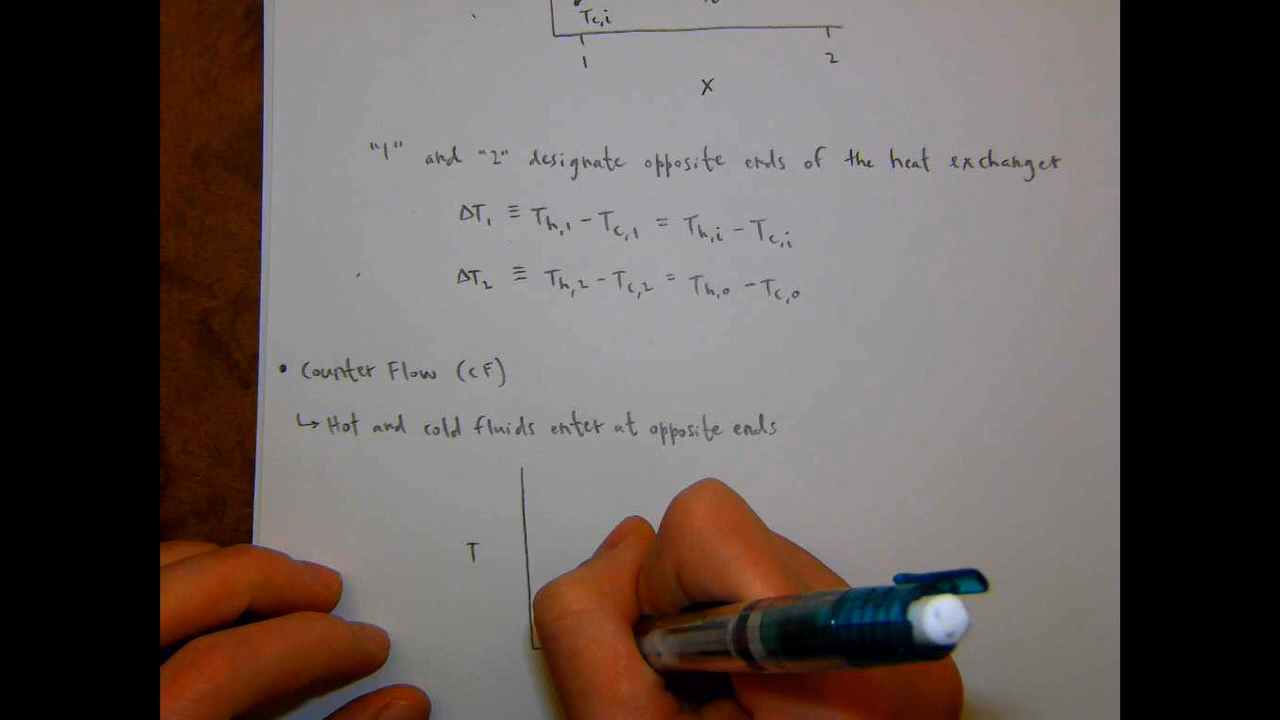 Tc,i
1 2
x
"1" and "2" designate opposite ends of the heat exchanger
ΔT₁ ≡ Th,1 - Tc,1 = Th,i - Tc,i
ΔT₂ ≡ Th,2 - Tc,2 = Th,o - Tc,o
• Counter Flow (CF)
↳ Hot and cold fluids enter at opposite ends
T